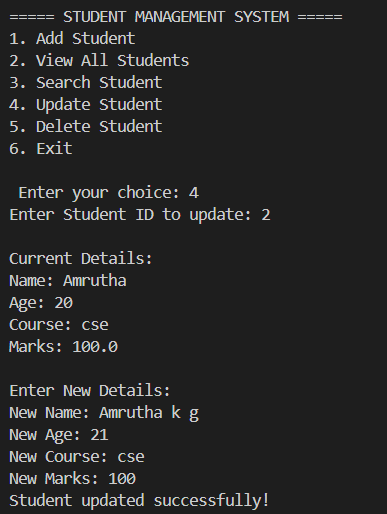 ===== STUDENT MANAGEMENT SYSTEM =====
1. Add Student
2. View All Students
3. Search Student
4. Update Student
5. Delete Student
6. Exit
Enter your choice: 4
Enter Student ID to update: 2
Current Details:
Name: Amrutha
Age: 20
Course: cse
Marks: 100.0
Enter New Details:
New Name: Amrutha k g
New Age: 21
New Course: cse
New Marks: 100
Student updated successfully!